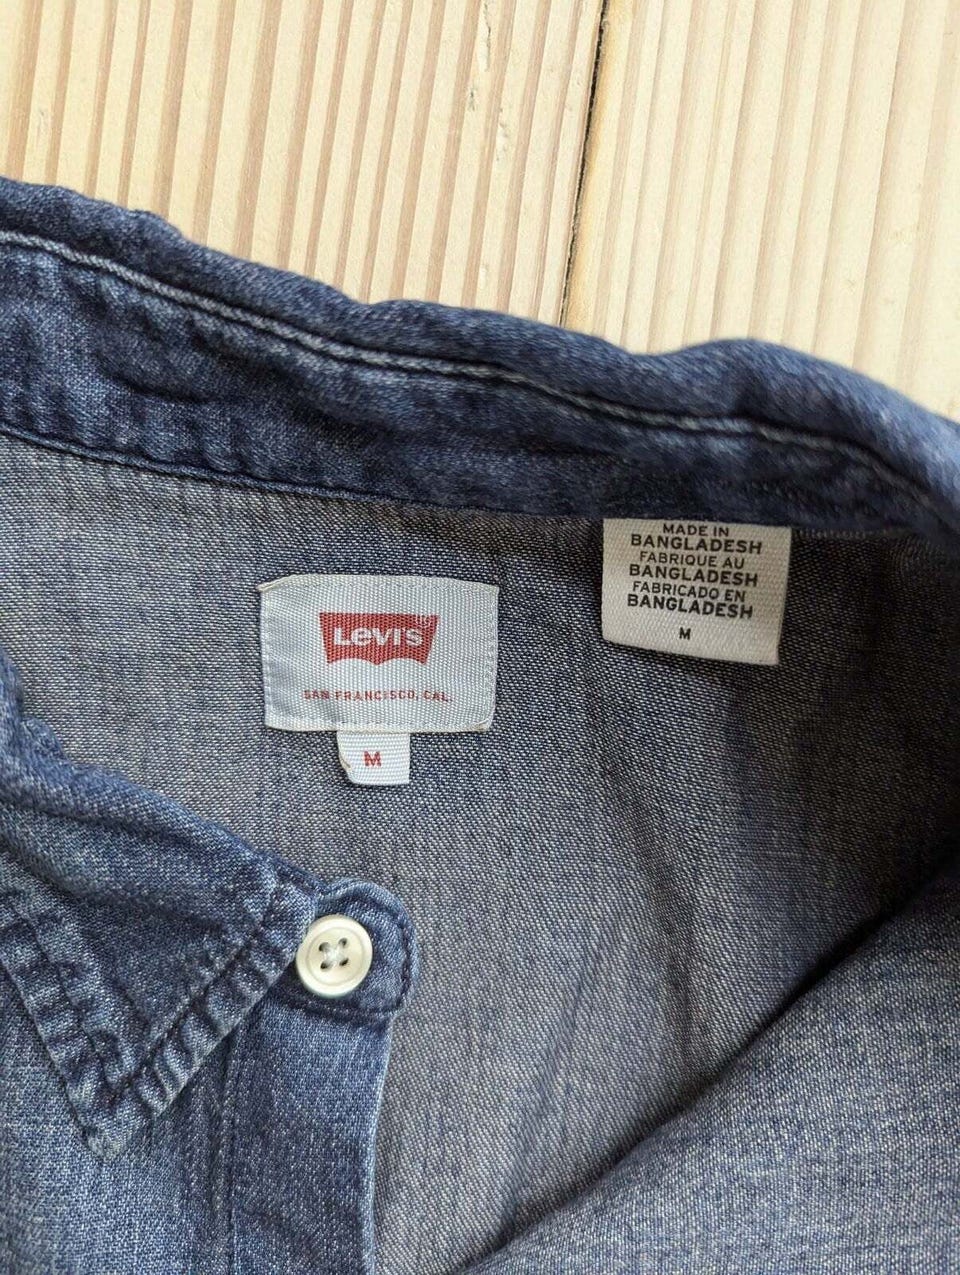 Levi's
SAN FRANCISCO, CAL.
M
MADE IN
BANGLADESH
FABRIQUE AU
BANGLADESH
FABRICADO EN
BANGLADESH
M